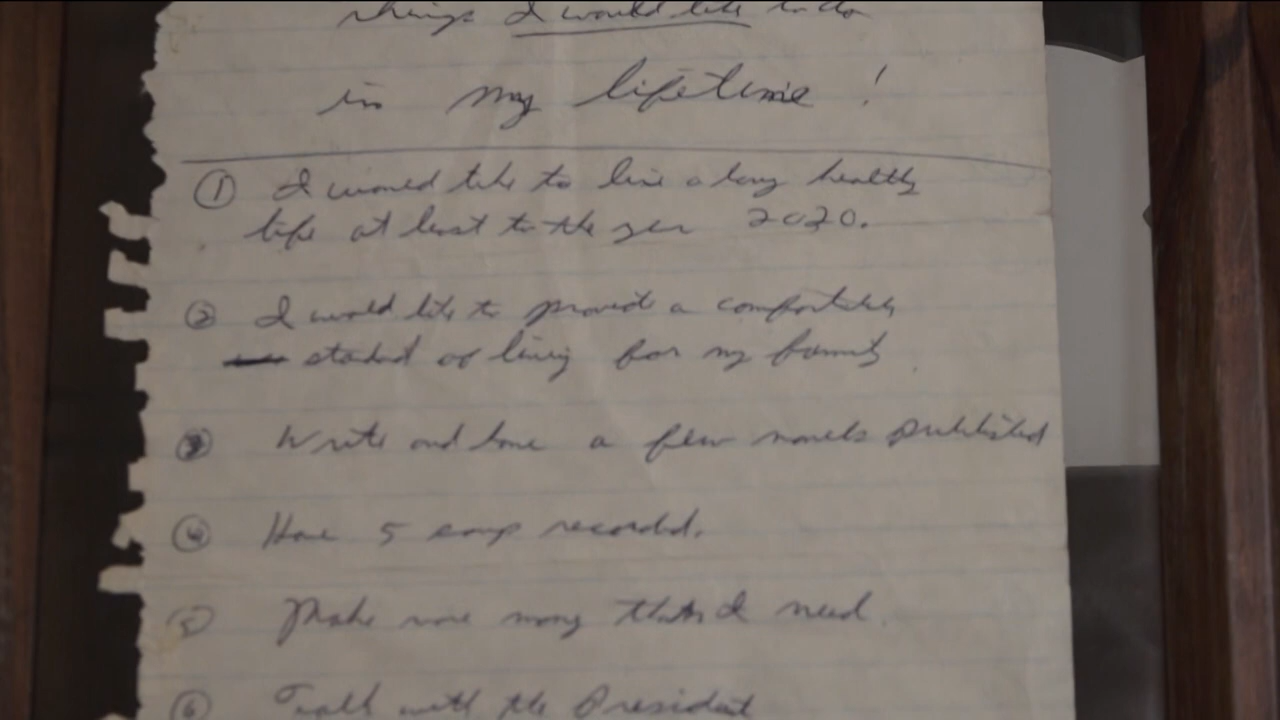 things I would like to do
in my lifetime!
① I would like to live a long healthy
life at least to the year 2020.
② I would like to provide a comfortable
standard of living for my family.
③ Write and have a few novels published
④ Have 5 songs recorded.
⑤ Make more money than I need.
⑥ Talk with the President